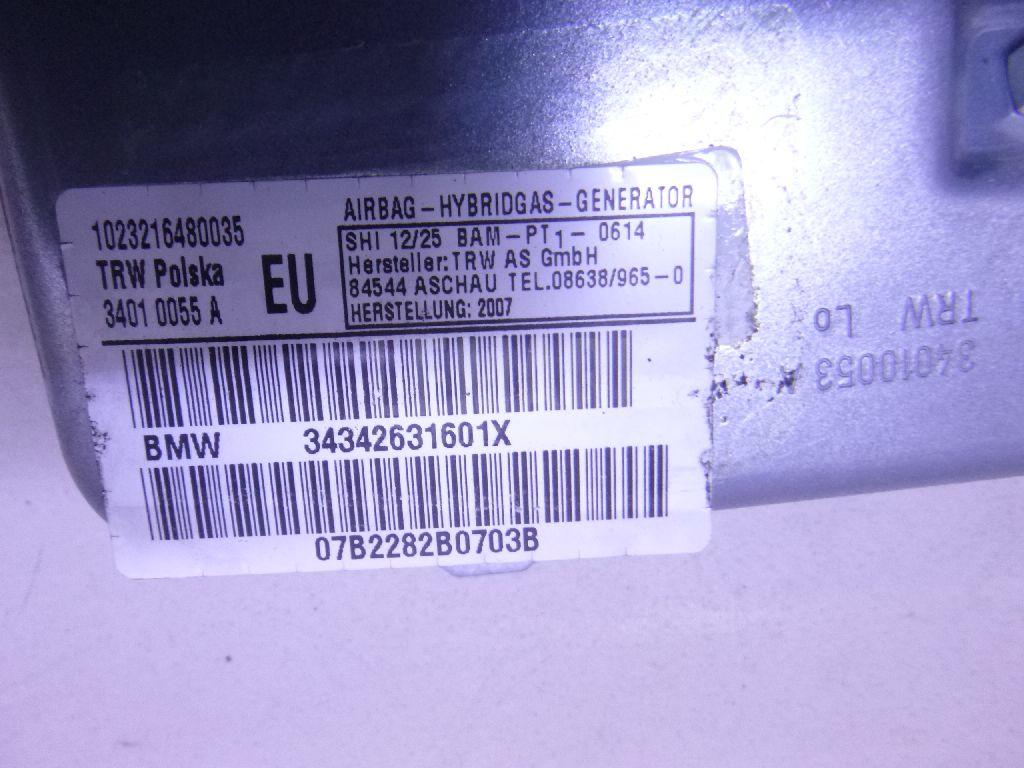 1023216480035
TRW Polska
3401 0055 A
EU
AIRBAG-HYBRIDGAS-GENERATOR
SHI 12/25 BAM-PT1-0614
Hersteller: TRW AS GmbH
84544 ASCHAU TEL.08638/965-0
HERSTELLUNG: 2007
BMW 34342631601X
07B2282B0703B
TRW Lo
34010053 A